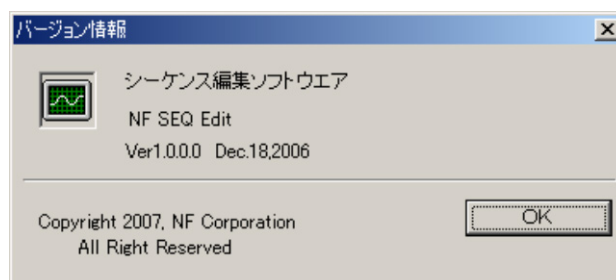 バージョン情報
シーケンス編集ソフトウエア
NF SEQ Edit
Ver1.0.0.0 Dec.18,2006
Copyright 2007, NF Corporation
All Right Reserved
OK